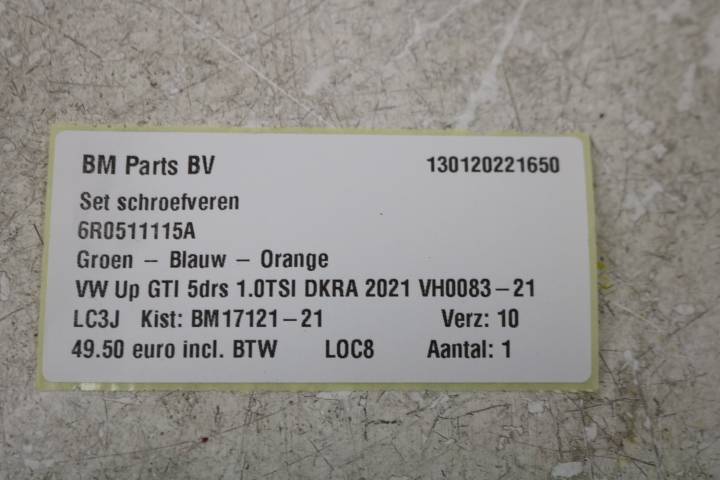 BM Parts BV 130120221650
Set schroefveren
6R0511115A
Groen – Blauw – Orange
VW Up GTI 5drs 1.0TSI DKRA 2021 VH0083-21
LC3J Kist: BM17121-21 Verz: 10
49.50 euro incl. BTW LOC8 Aantal: 1